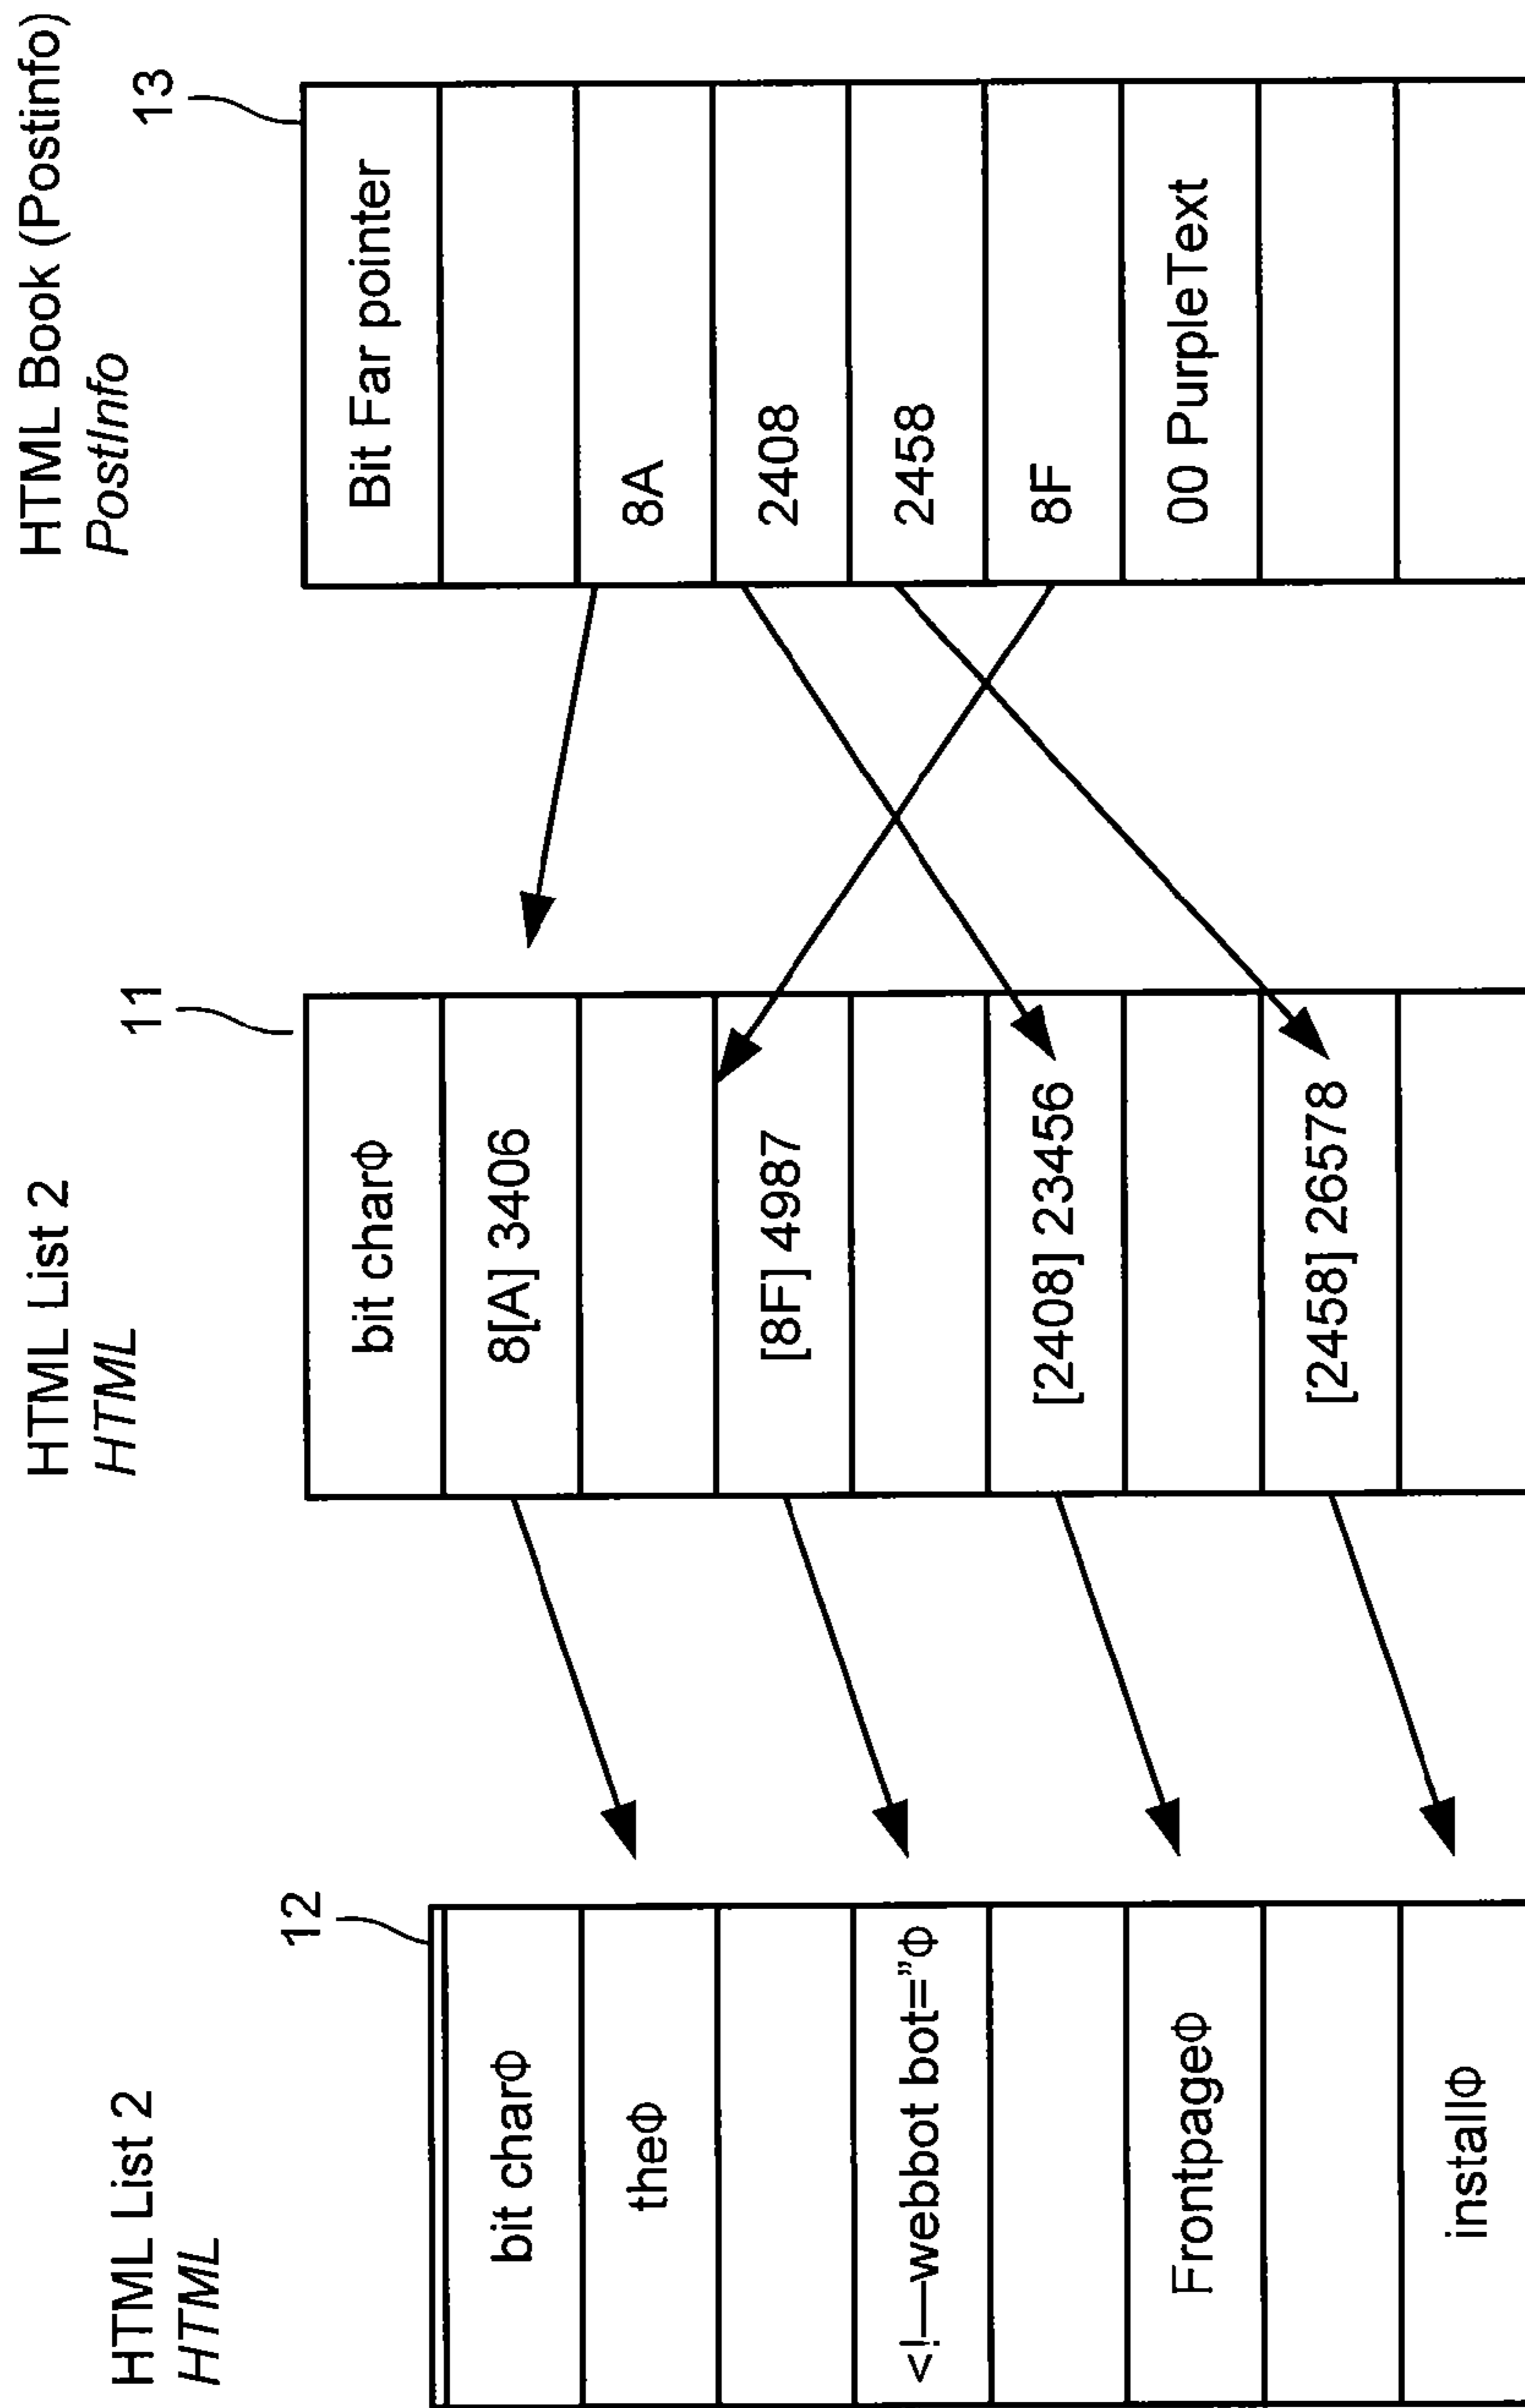 HTML List 2
HTML
12
bit charΦ
theΦ
<!—webbot bot=”Φ
FrontpageΦ
installΦ
HTML List 2
HTML
11
bit charΦ
8[A] 3406
[8F] 4987
[2408] 23456
[2458] 26578
HTML Book (Postinfo)
PostInfo
13
Bit Far pointer
8A
2408
2458
8F
00 PurpleText